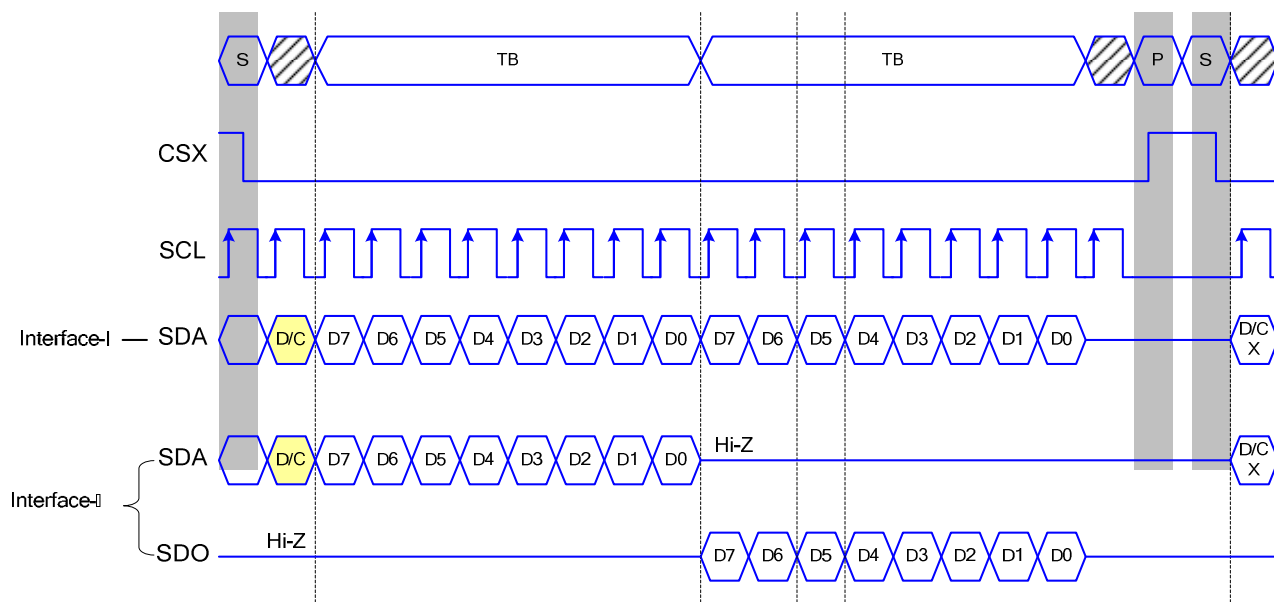 S TB TB P S
CSX
SCL
Interface-I SDA D/C D7 D6 D5 D4 D3 D2 D1 D0 D7 D6 D5 D4 D3 D2 D1 D0 D/C
X
SDA D/C D7 D6 D5 D4 D3 D2 D1 D0 Hi-Z D/C
X
Interface-▯
SDO Hi-Z D7 D6 D5 D4 D3 D2 D1 D0